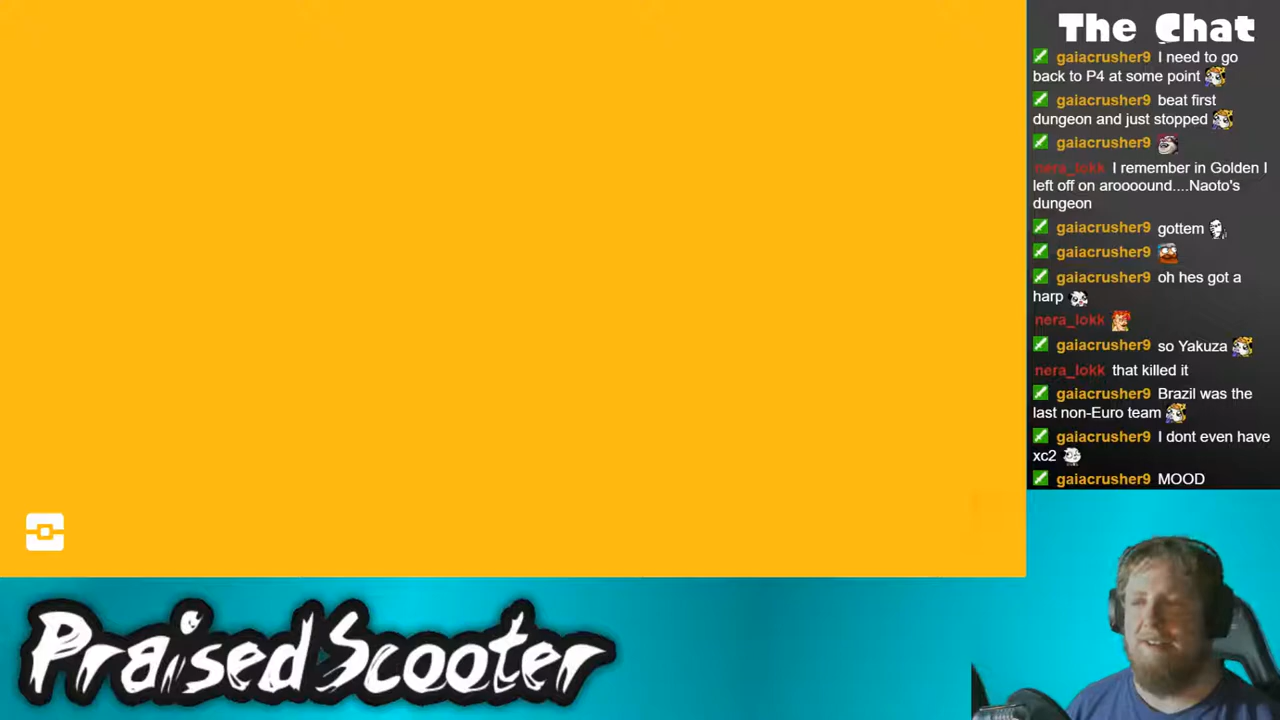 The Chat
gaiacrusher9 I need to go
back to P4 at some point
gaiacrusher9 beat first
dungeon and just stopped
gaiacrusher9
nera_lokk I remember in Golden I
left off on aroooound....Naoto's
dungeon
gaiacrusher9 gottem
gaiacrusher9
gaiacrusher9 oh hes got a
harp
nera_lokk
gaiacrusher9 so Yakuza
nera_lokk that killed it
gaiacrusher9 Brazil was the
last non-Euro team
gaiacrusher9 I dont even have
xc2
gaiacrusher9 MOOD
Praised Scooter